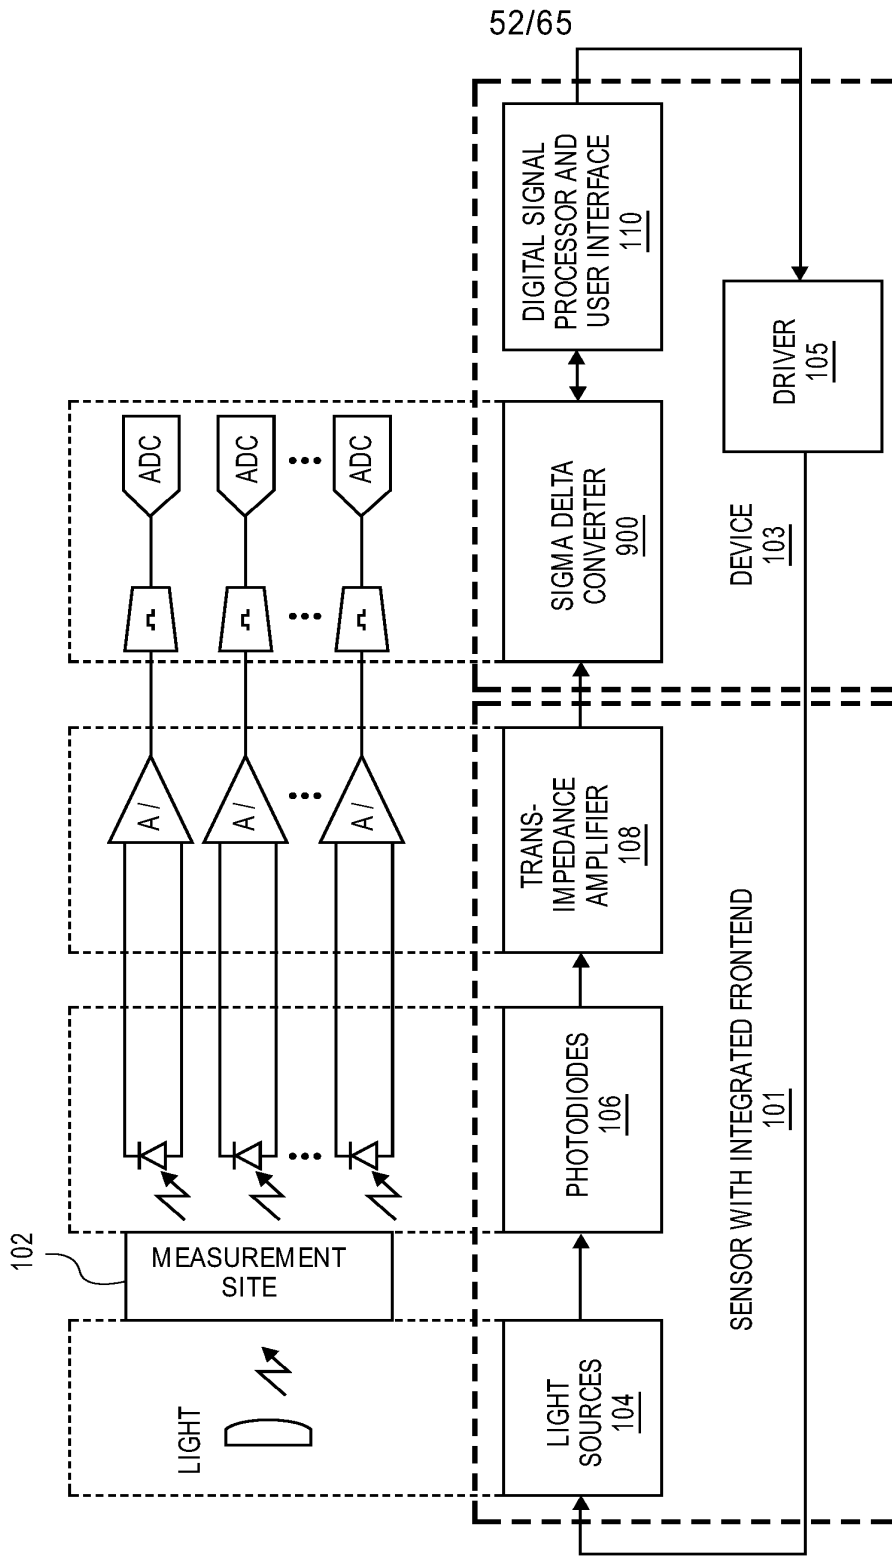 52/65
102
LIGHT
MEASUREMENT
SITE
A/
A/
A/
ADC
ADC
ADC
LIGHT
SOURCES
104
PHOTODIODES
106
TRANS-
IMPEDANCE
AMPLIFIER
108
SIGMA DELTA
CONVERTER
900
DIGITAL SIGNAL
PROCESSOR AND
USER INTERFACE
110
SENSOR WITH INTEGRATED FRONTEND
101
DEVICE
103
DRIVER
105